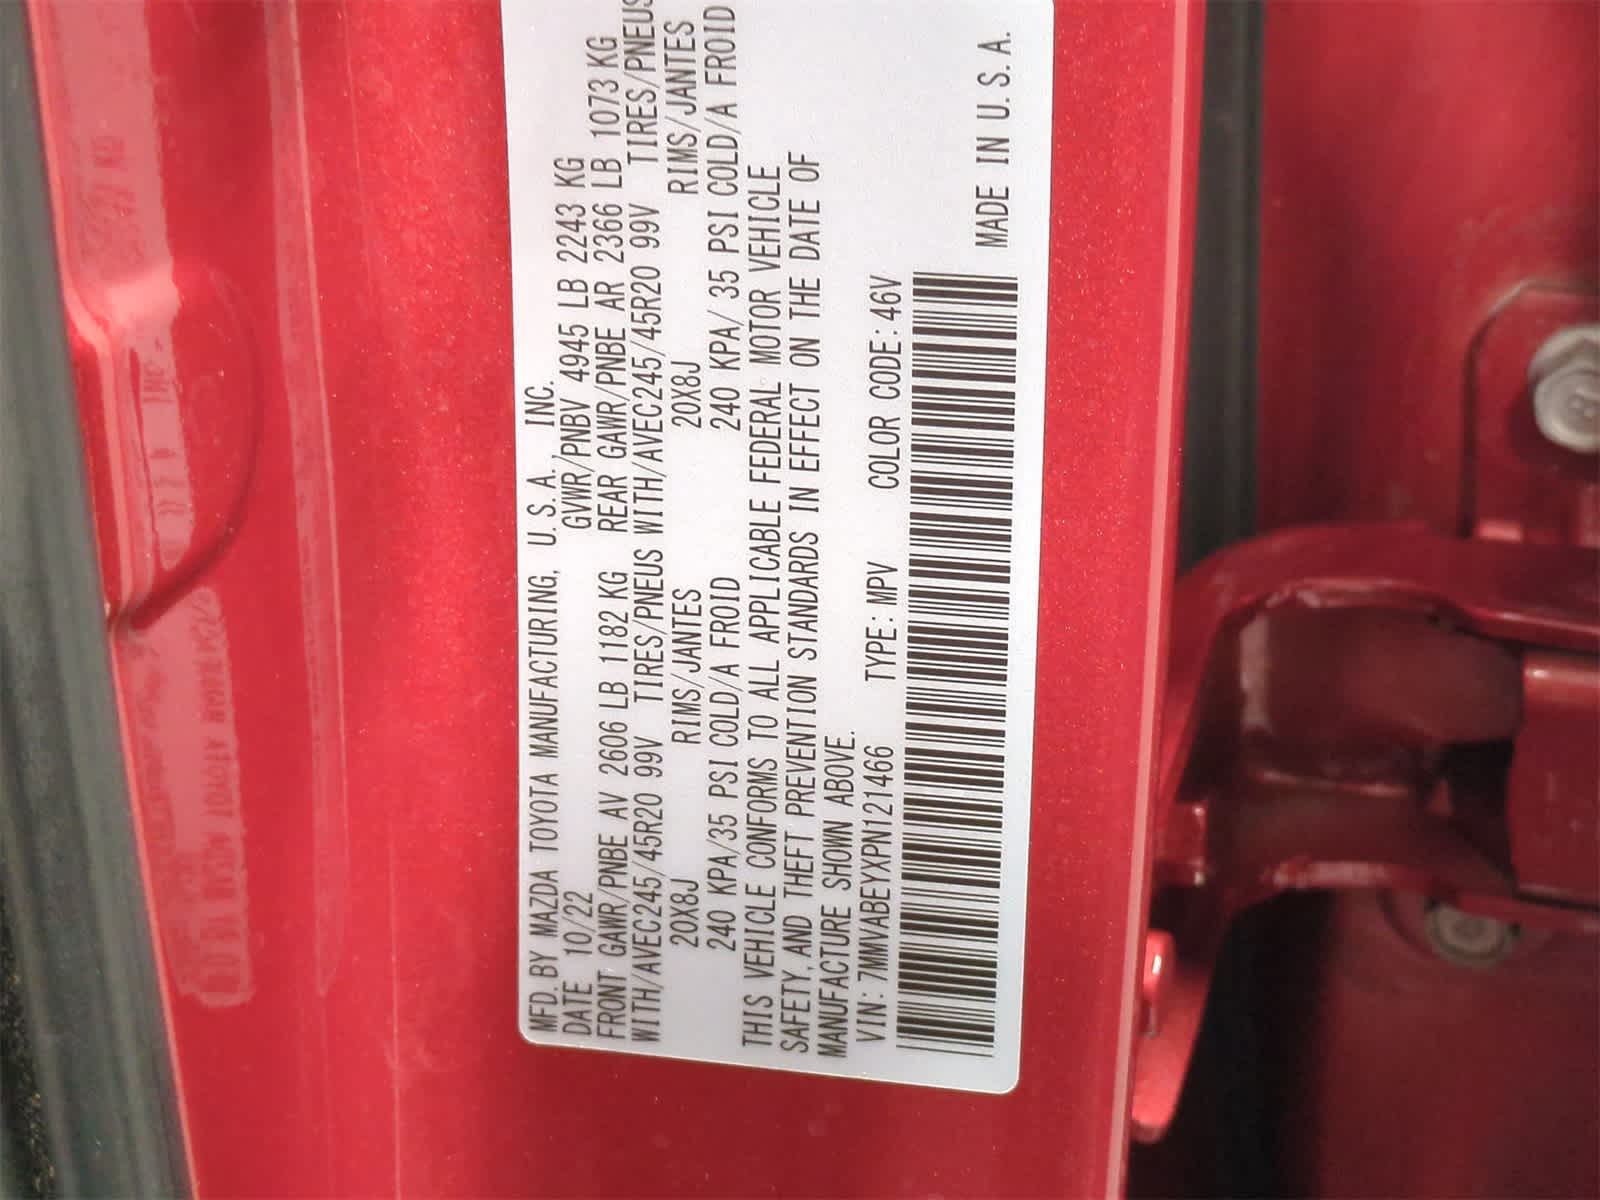 MFD. BY MAZDA TOYOTA MANUFACTURING, U. S. A. INC.
DATE 10/22 GVWR/PNBV 4945 LB 2243 KG
FRONT GAWR/PNBE AV 2606 LB 1182 KG REAR GAWR/PNBE AR 2366 LB 1073 KG
WITH/AVEC245/45R20 99V TIRES/PNEUS WITH/AVEC245/45R20 99V TIRES/PNEUS
20X8J RIMS/JANTES 20X8J RIMS/JANTES
240 KPA/35 PSI COLD/A FROID 240 KPA/ 35 PSI COLD/A FROID
THIS VEHICLE CONFORMS TO ALL APPLICABLE FEDERAL MOTOR VEHICLE
SAFETY, AND THEFT PREVENTION STANDARDS IN EFFECT ON THE DATE OF
MANUFACTURE SHOWN ABOVE.
VIN: 7MMVABEYXPN121466 TYPE: MPV COLOR CODE: 46V
MADE IN U. S. A.